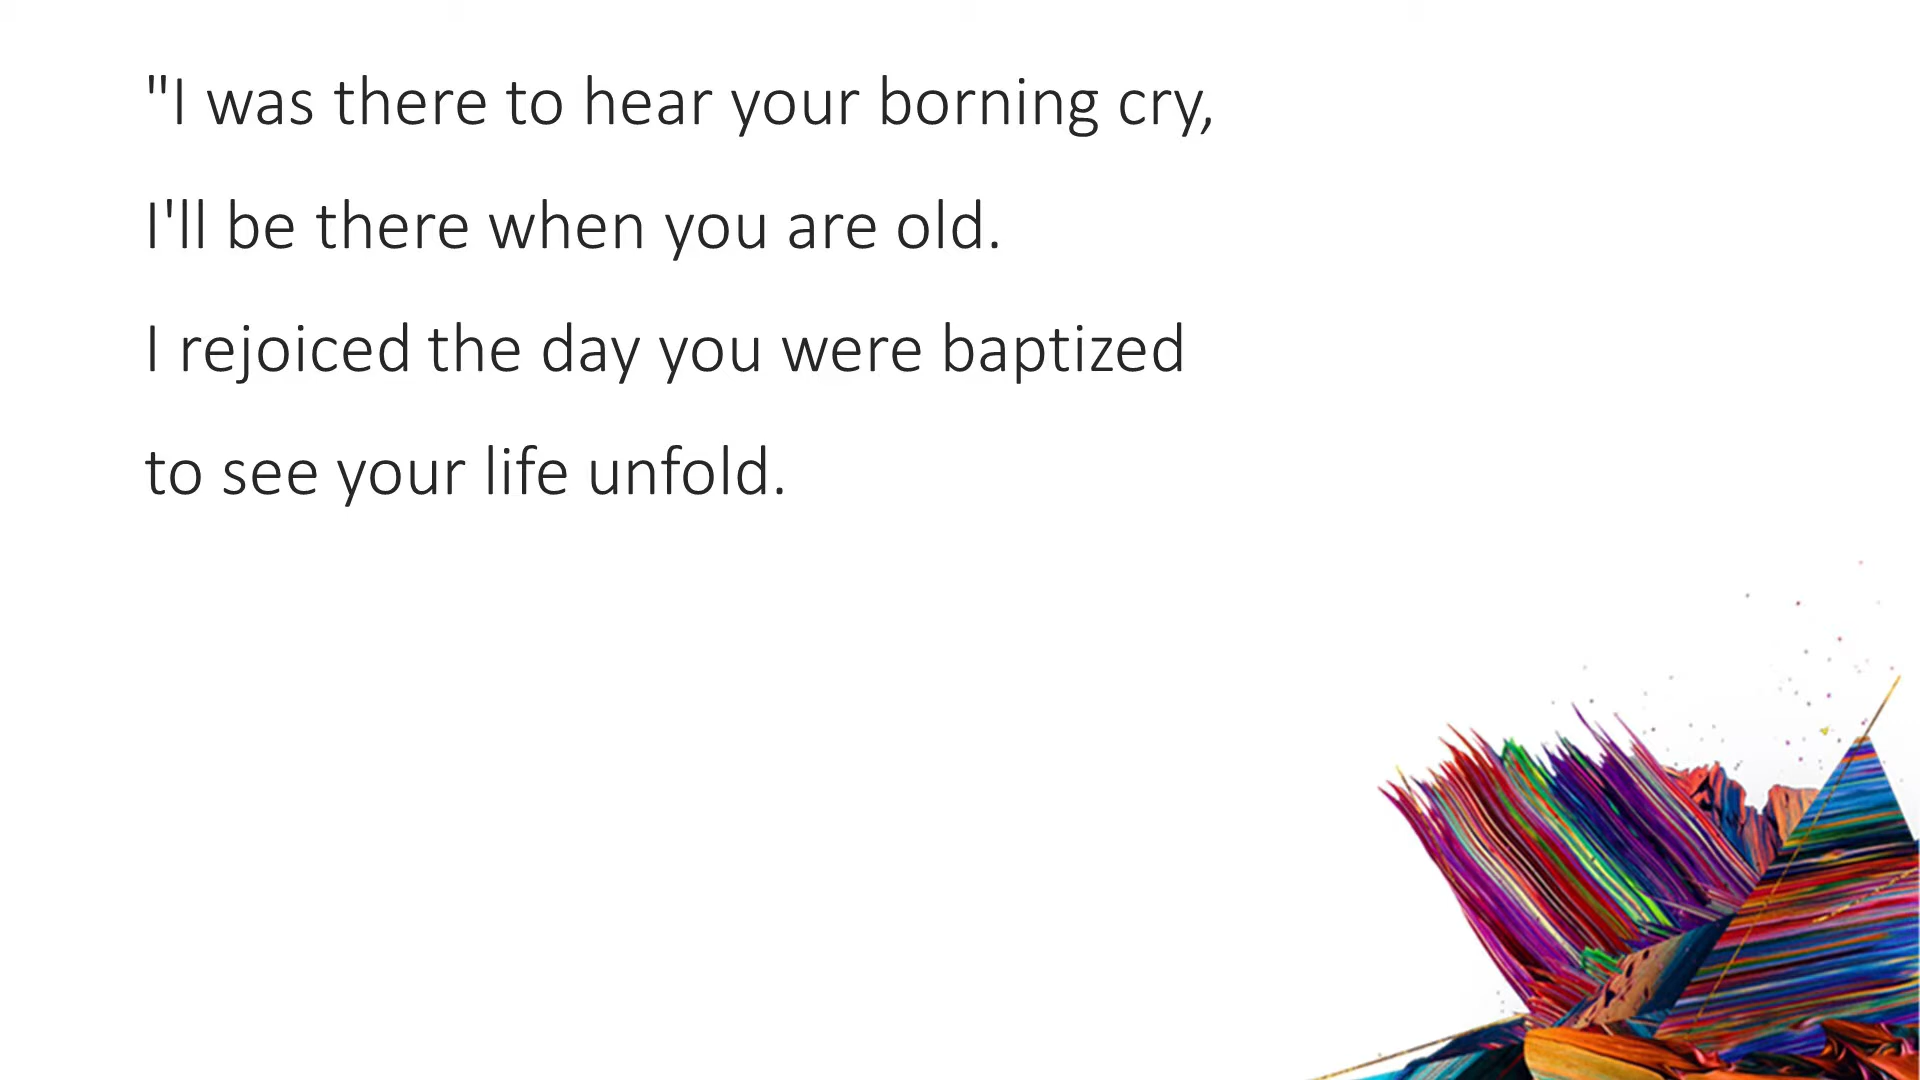 "I was there to hear your borning cry,
I'll be there when you are old.
I rejoiced the day you were baptized
to see your life unfold.